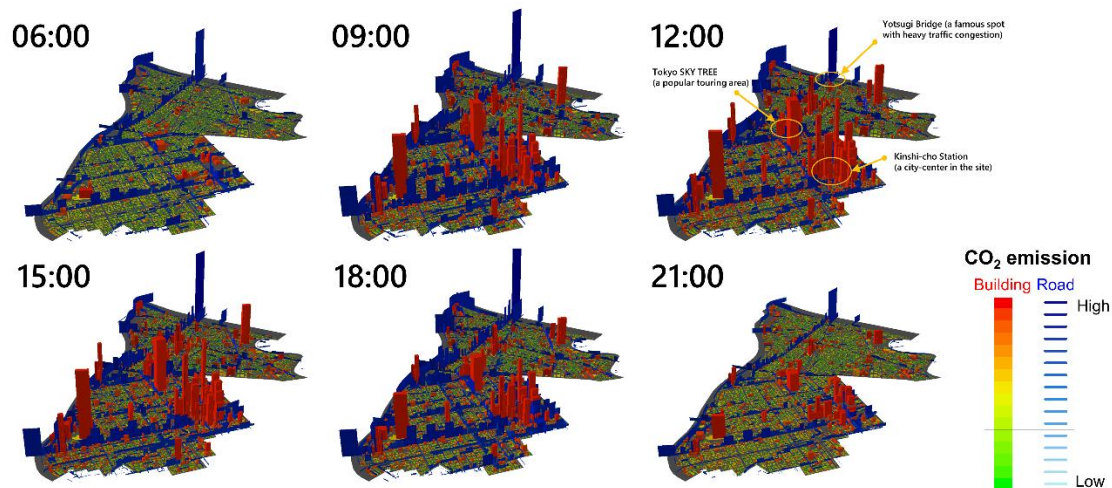 06:00
09:00
12:00
Yotsugi Bridge (a famous spot
with heavy traffic congestion)
Tokyo SKY TREE
(a popular touring area)
Kinshi-cho Station
(a city-center in the site)
15:00
18:00
21:00
CO₂ emission
Building Road
High
Low